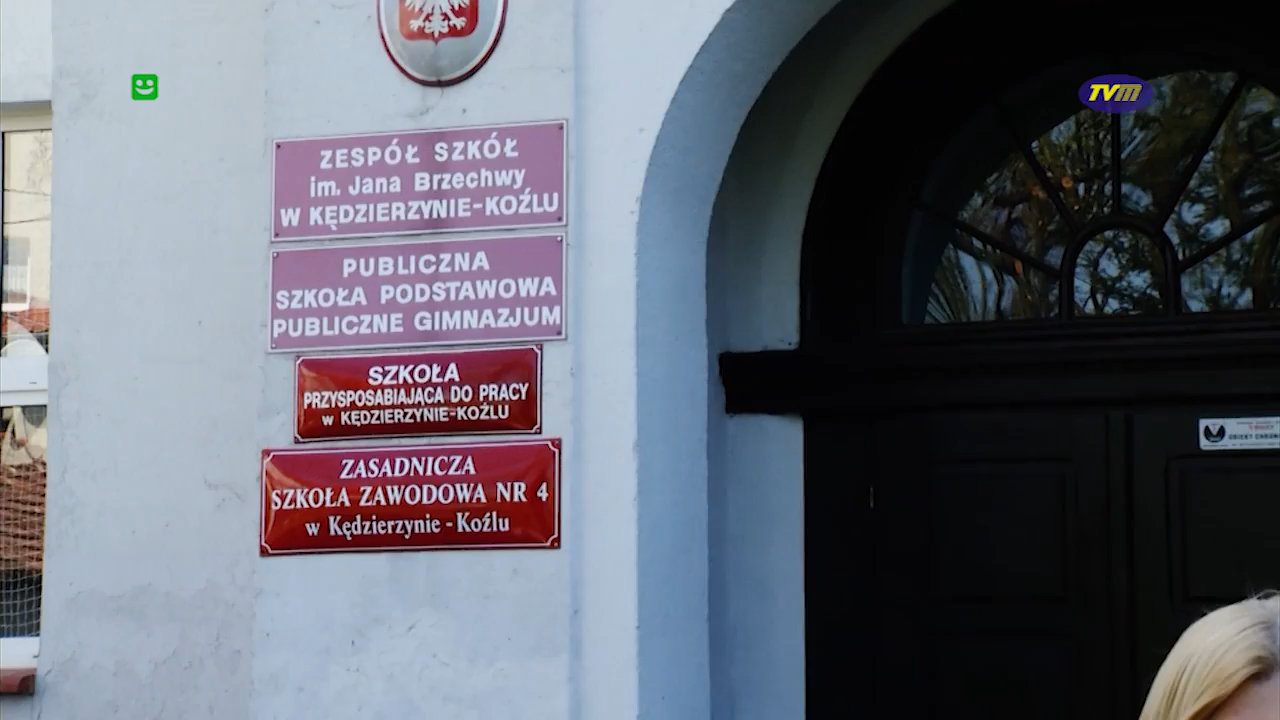 TVM
ZESPÓŁ SZKÓŁ
im. Jana Brzechwy
W KĘDZIERZYNIE-KOŹLU
PUBLICZNA
SZKOŁA PODSTAWOWA
PUBLICZNE GIMNAZJUM
SZKOŁA
PRZYSPOSABIAJĄCA DO PRACY
w KĘDZIERZYNIE-KOŹLU
ZASADNICZA
SZKOŁA ZAWODOWA NR 4
w Kędzierzynie - Koźlu
OBIEKT